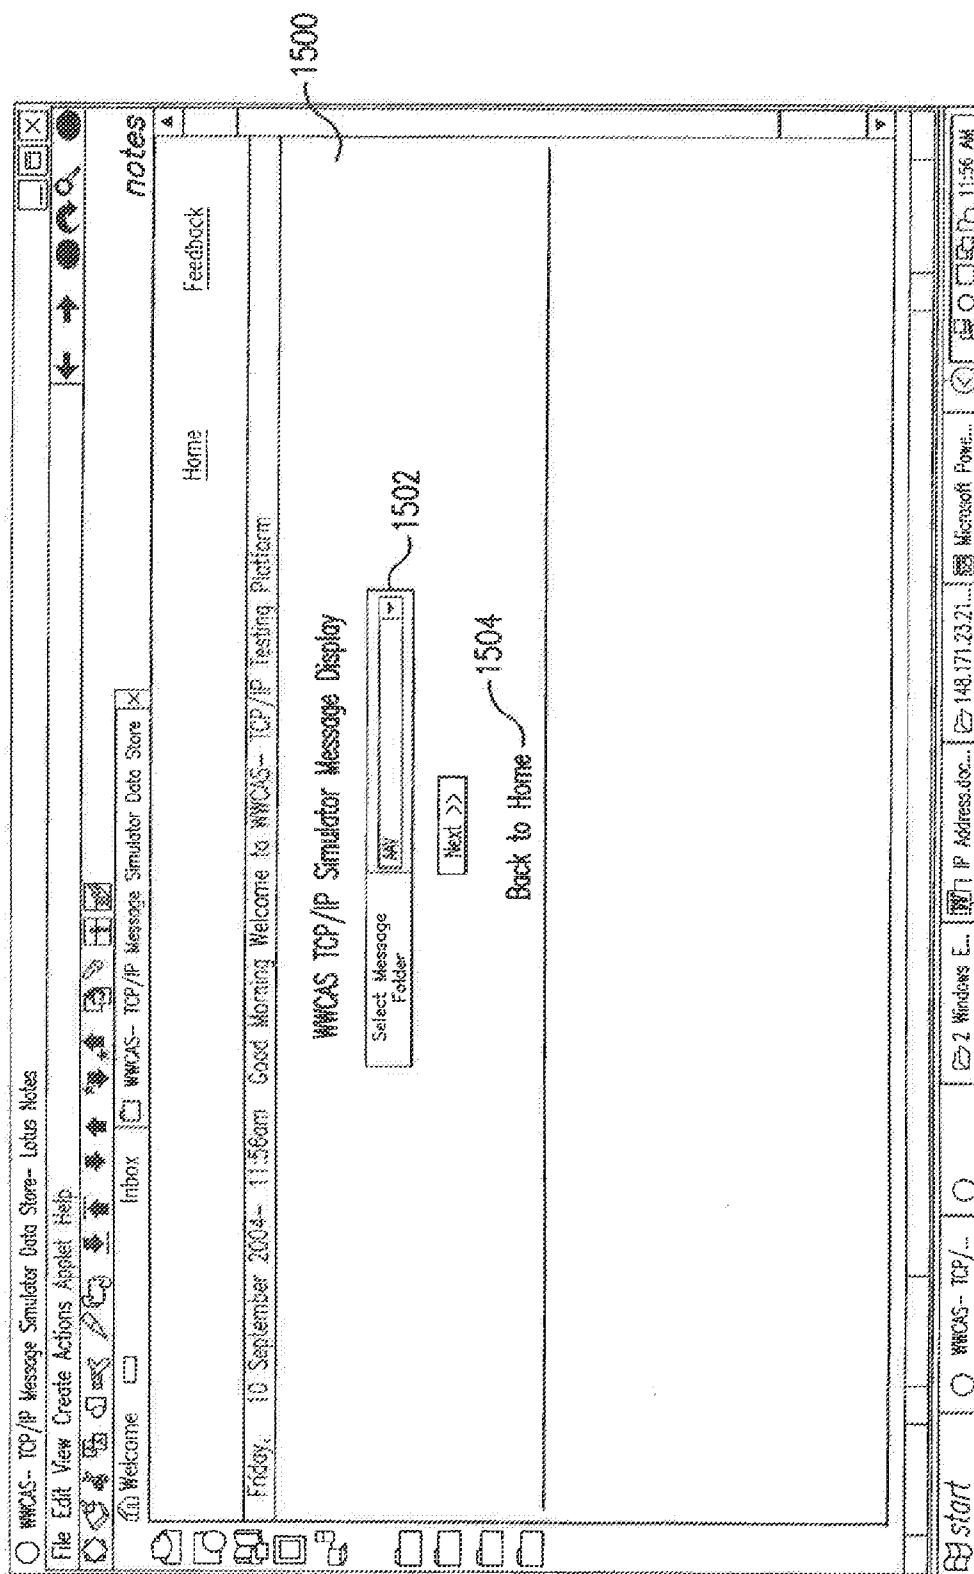 WWCAS- TCP/IP Message Simulator Data Store- Lotus Notes
File Edit View Create Actions Applet Help
Welcome
Inbox
WWCAS- TCP/IP Message Simulator Data Store
notes
Home
Feedback
Friday, 10 September 2004- 11:56am Good Morning Welcome to WWCAS- TCP/IP Testing Platform
1500
WWCAS TCP/IP Simulator Message Display
Select Message
Folder
AAV
1502
Next >>
Back to Home
1504
start
WWCAS- TCP/...
2 Windows E...
IP Address.doc...
148.171.23.21...
Microsoft Powe...
11:56 AM